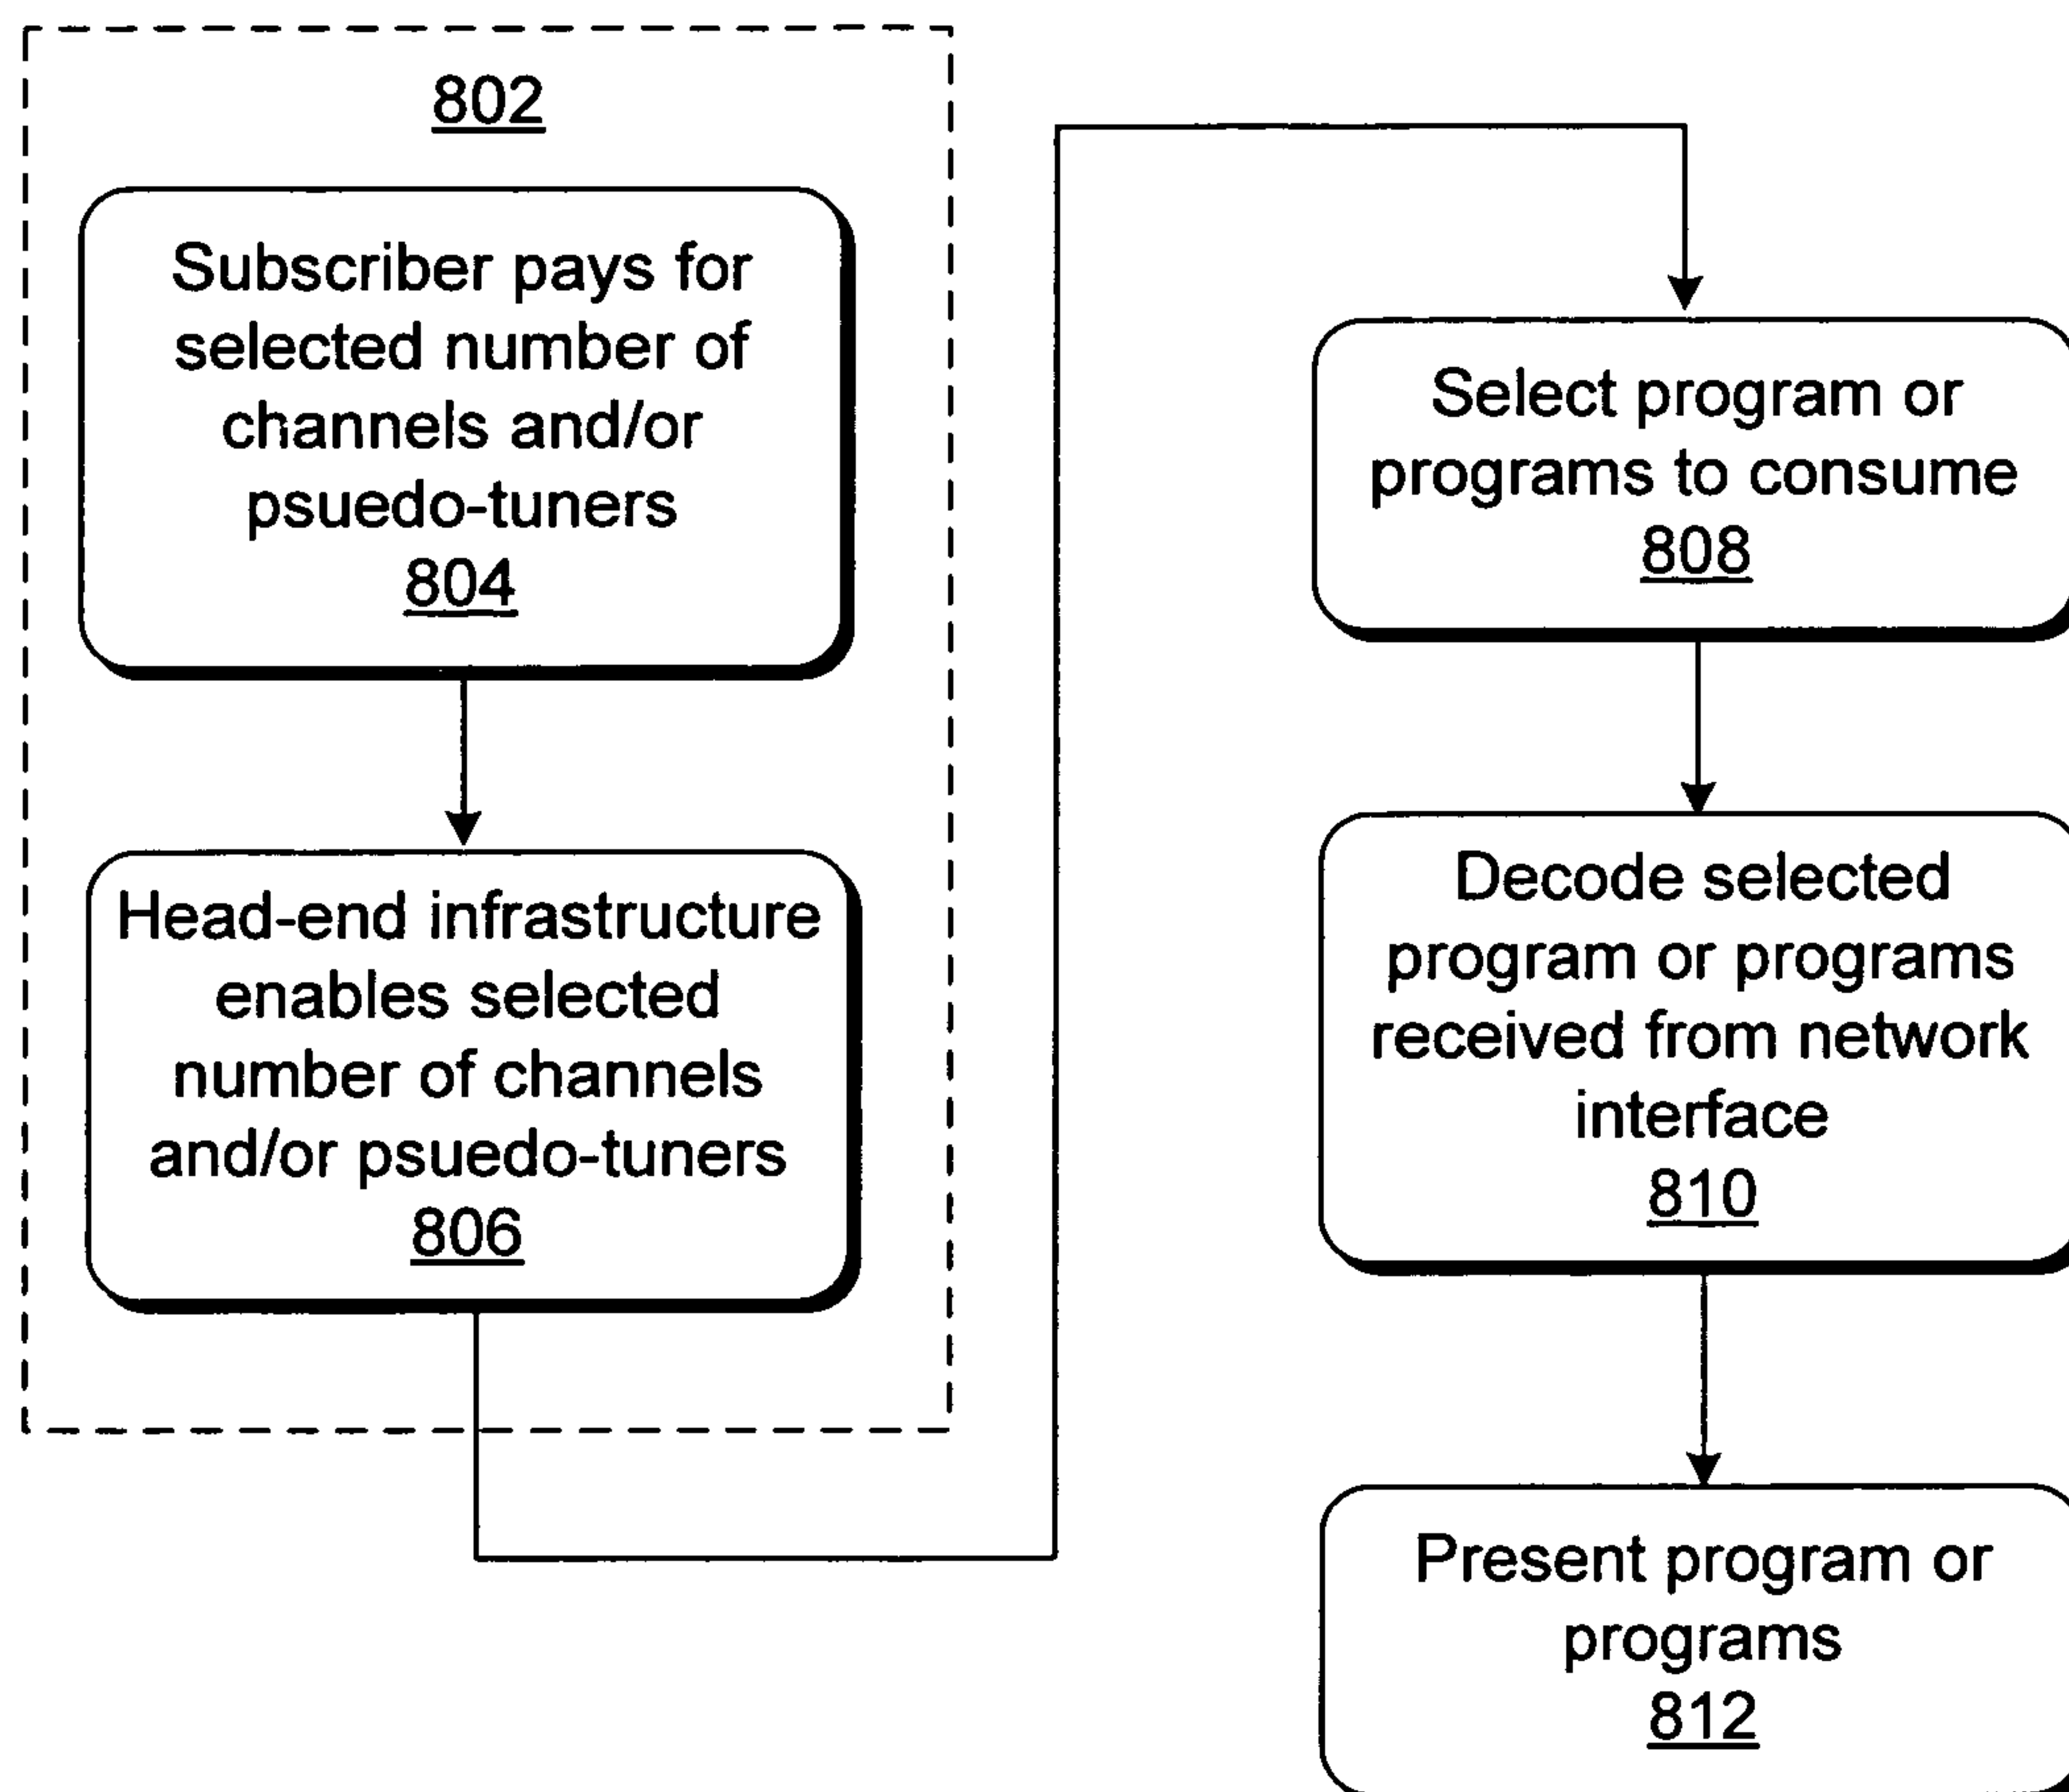 802
Subscriber pays for
selected number of
channels and/or
psuedo-tuners
804
Head-end infrastructure
enables selected
number of channels
and/or psuedo-tuners
806
Select program or
programs to consume
808
Decode selected
program or programs
received from network
interface
810
Present program or
programs
812